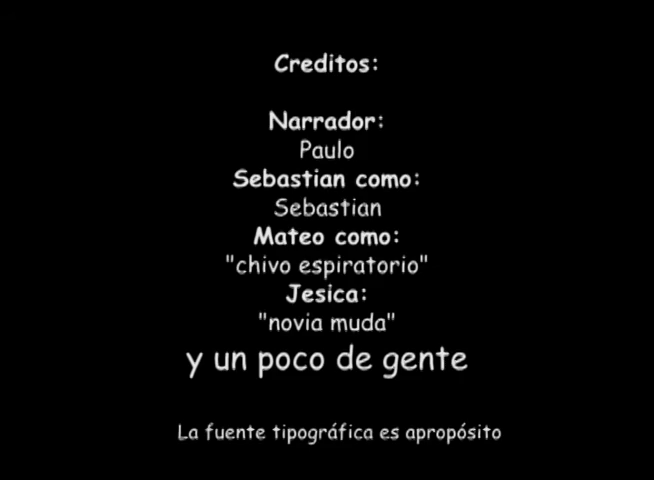 Creditos:
Narrador:
Paulo
Sebastian como:
Sebastian
Mateo como:
"chivo espiratorio"
Jesica:
"novia muda"
y un poco de gente
La fuente tipográfica es apropósito